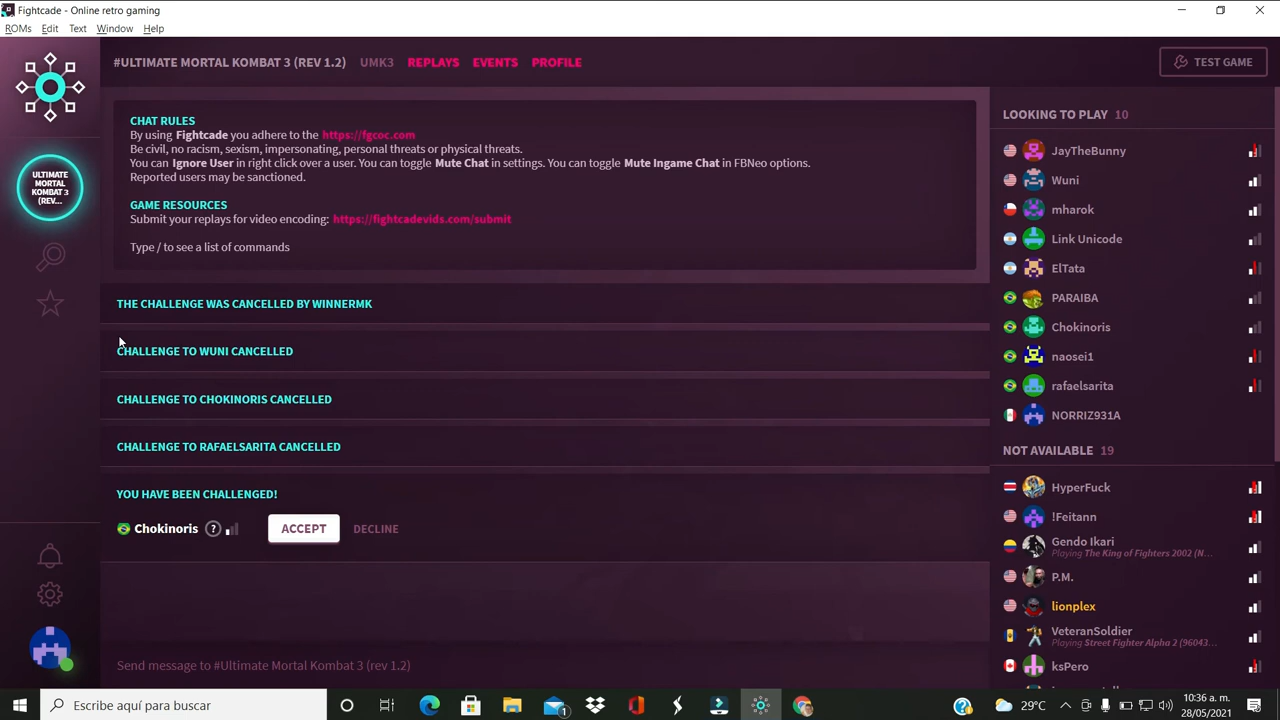 Fightcade - Online retro gaming
ROMs Edit Text Window Help
#ULTIMATE MORTAL KOMBAT 3 (REV 1.2) UMK3 REPLAYS EVENTS PROFILE
TEST GAME
ULTIMATE
MORTAL
KOMBAT 3
(REV...
CHAT RULES
By using Fightcade you adhere to the https://fgcoc.com
Be civil, no racism, sexism, impersonating, personal threats or physical threats.
You can Ignore User in right click over a user. You can toggle Mute Chat in settings. You can toggle Mute Ingame Chat in FBNeo options.
Reported users may be sanctioned.
GAME RESOURCES
Submit your replays for video encoding: https://fightcadevids.com/submit
Type / to see a list of commands
THE CHALLENGE WAS CANCELLED BY WINNERMK
CHALLENGE TO WUNI CANCELLED
CHALLENGE TO CHOKINORIS CANCELLED
CHALLENGE TO RAFAELSARITA CANCELLED
YOU HAVE BEEN CHALLENGED!
Chokinoris ? ACCEPT DECLINE
Send message to #Ultimate Mortal Kombat 3 (rev 1.2)
LOOKING TO PLAY 10
JayTheBunny
Wuni
mharok
Link Unicode
ElTata
PARAIBA
Chokinoris
naosei1
rafaelsarita
NORRIZ931A
NOT AVAILABLE 19
HyperFuck
!Feitann
Gendo Ikari
Playing The King of Fighters 2002 (N...
P.M.
lionplex
VeteranSoldier
Playing Street Fighter Alpha 2 (96043...
ksPero
Escribe aquí para buscar
1
29°C
10:36 a. m.
28/05/2021